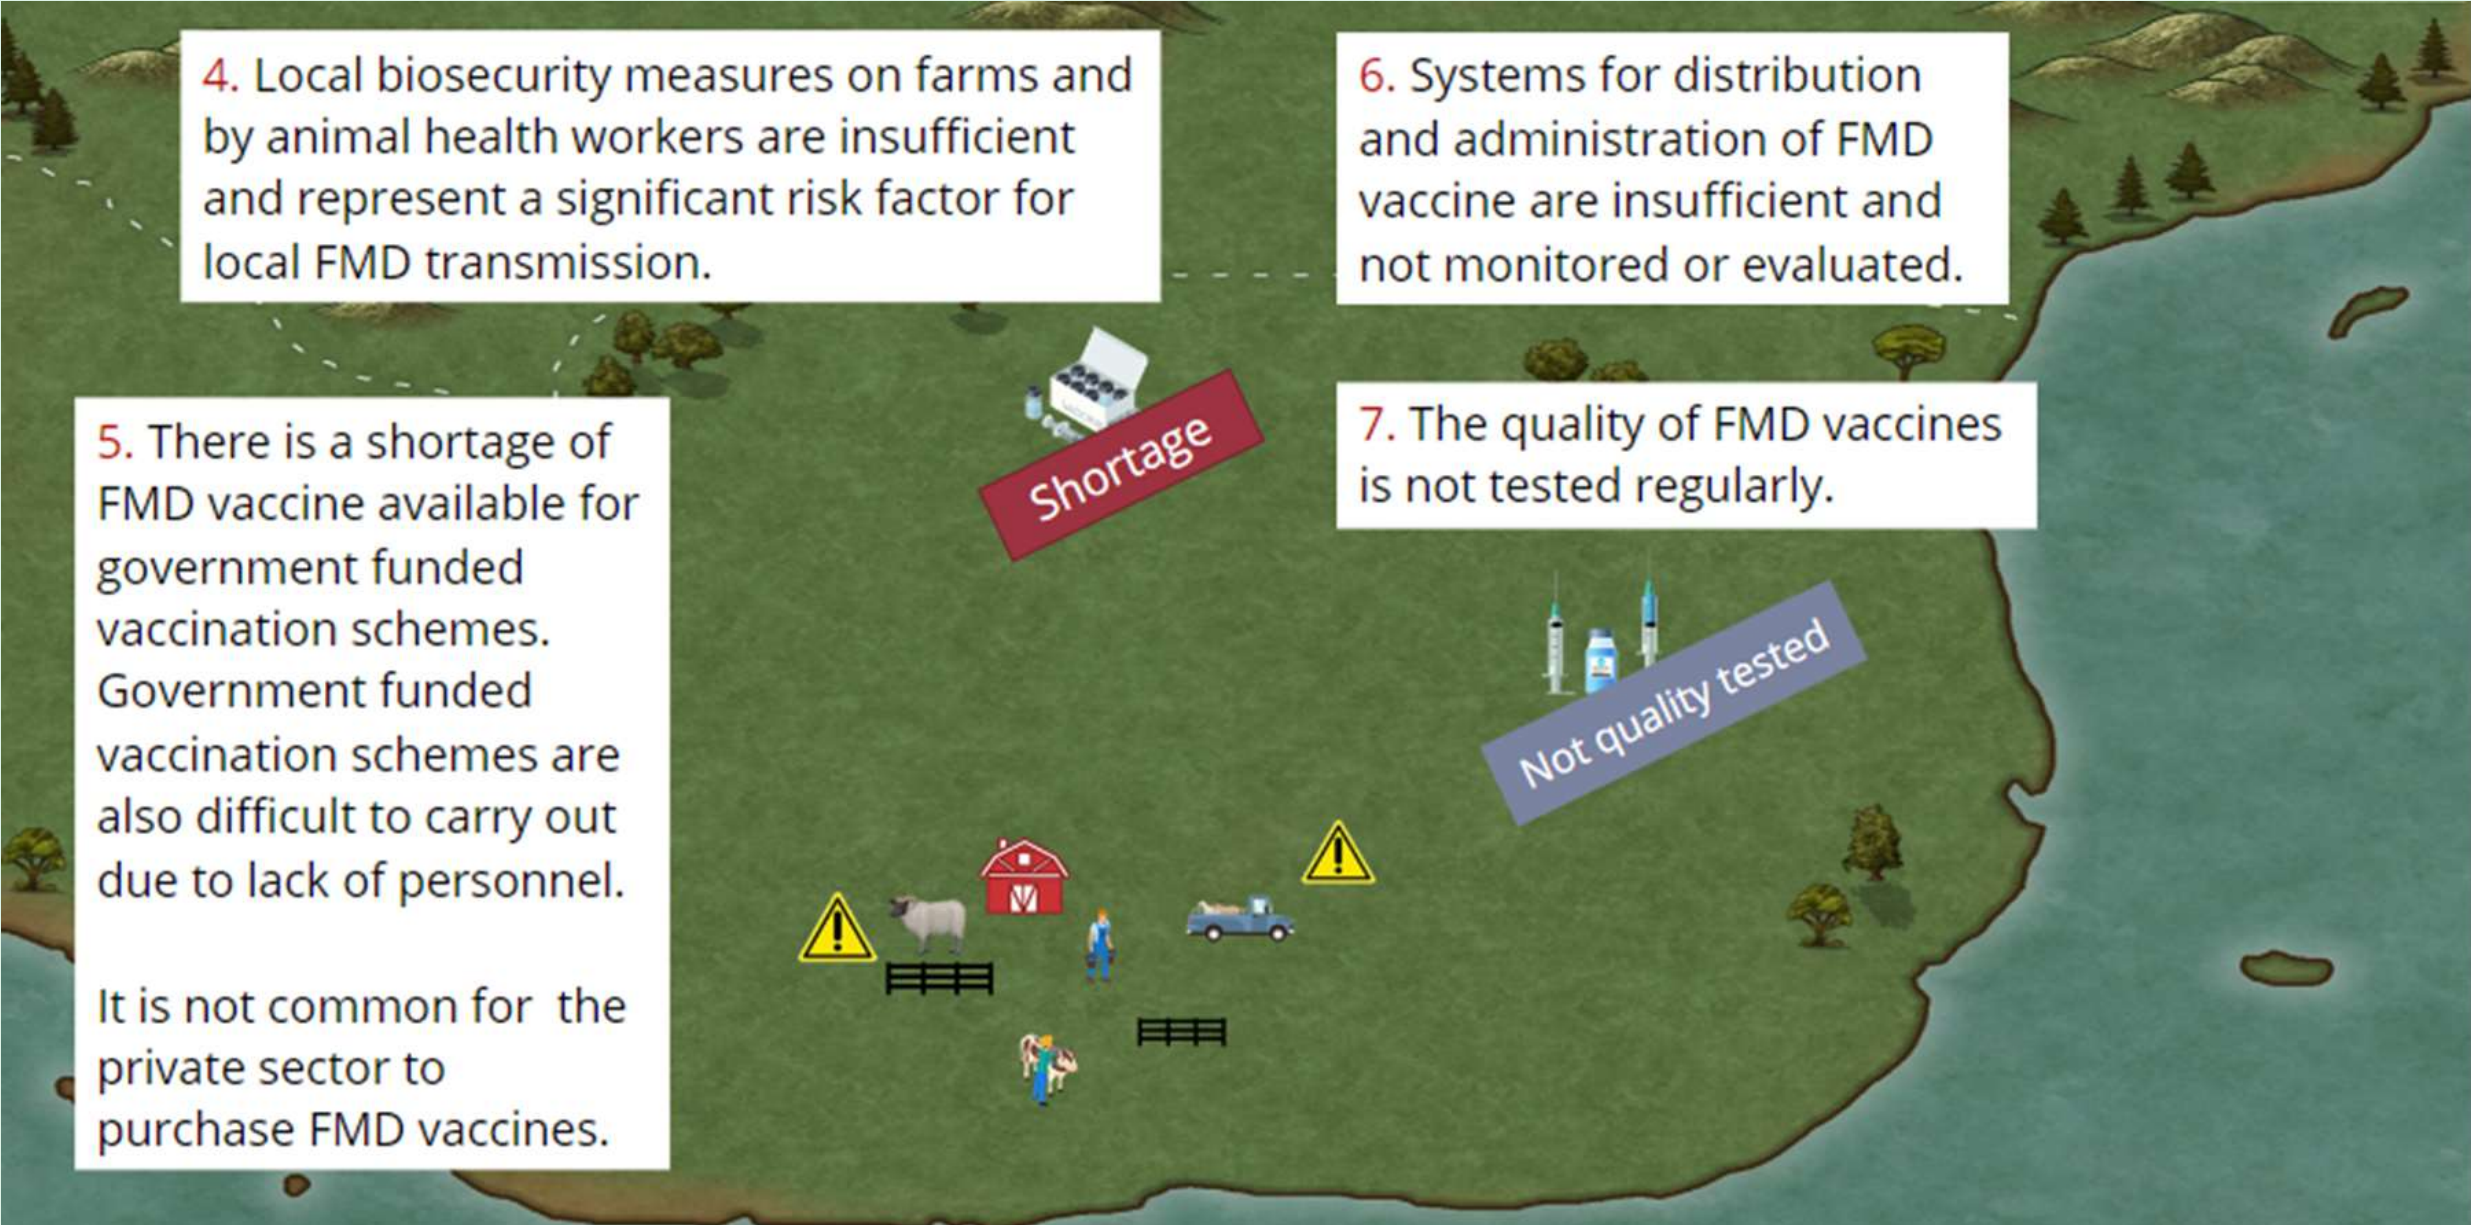 4. Local biosecurity measures on farms and
by animal health workers are insufficient
and represent a significant risk factor for
local FMD transmission.
5. There is a shortage of
FMD vaccine available for
government funded
vaccination schemes.
Government funded
vaccination schemes are
also difficult to carry out
due to lack of personnel.
It is not common for  the
private sector to
purchase FMD vaccines.
Shortage
6. Systems for distribution
and administration of FMD
vaccine are insufficient and
not monitored or evaluated.
7. The quality of FMD vaccines
is not tested regularly.
Not quality tested